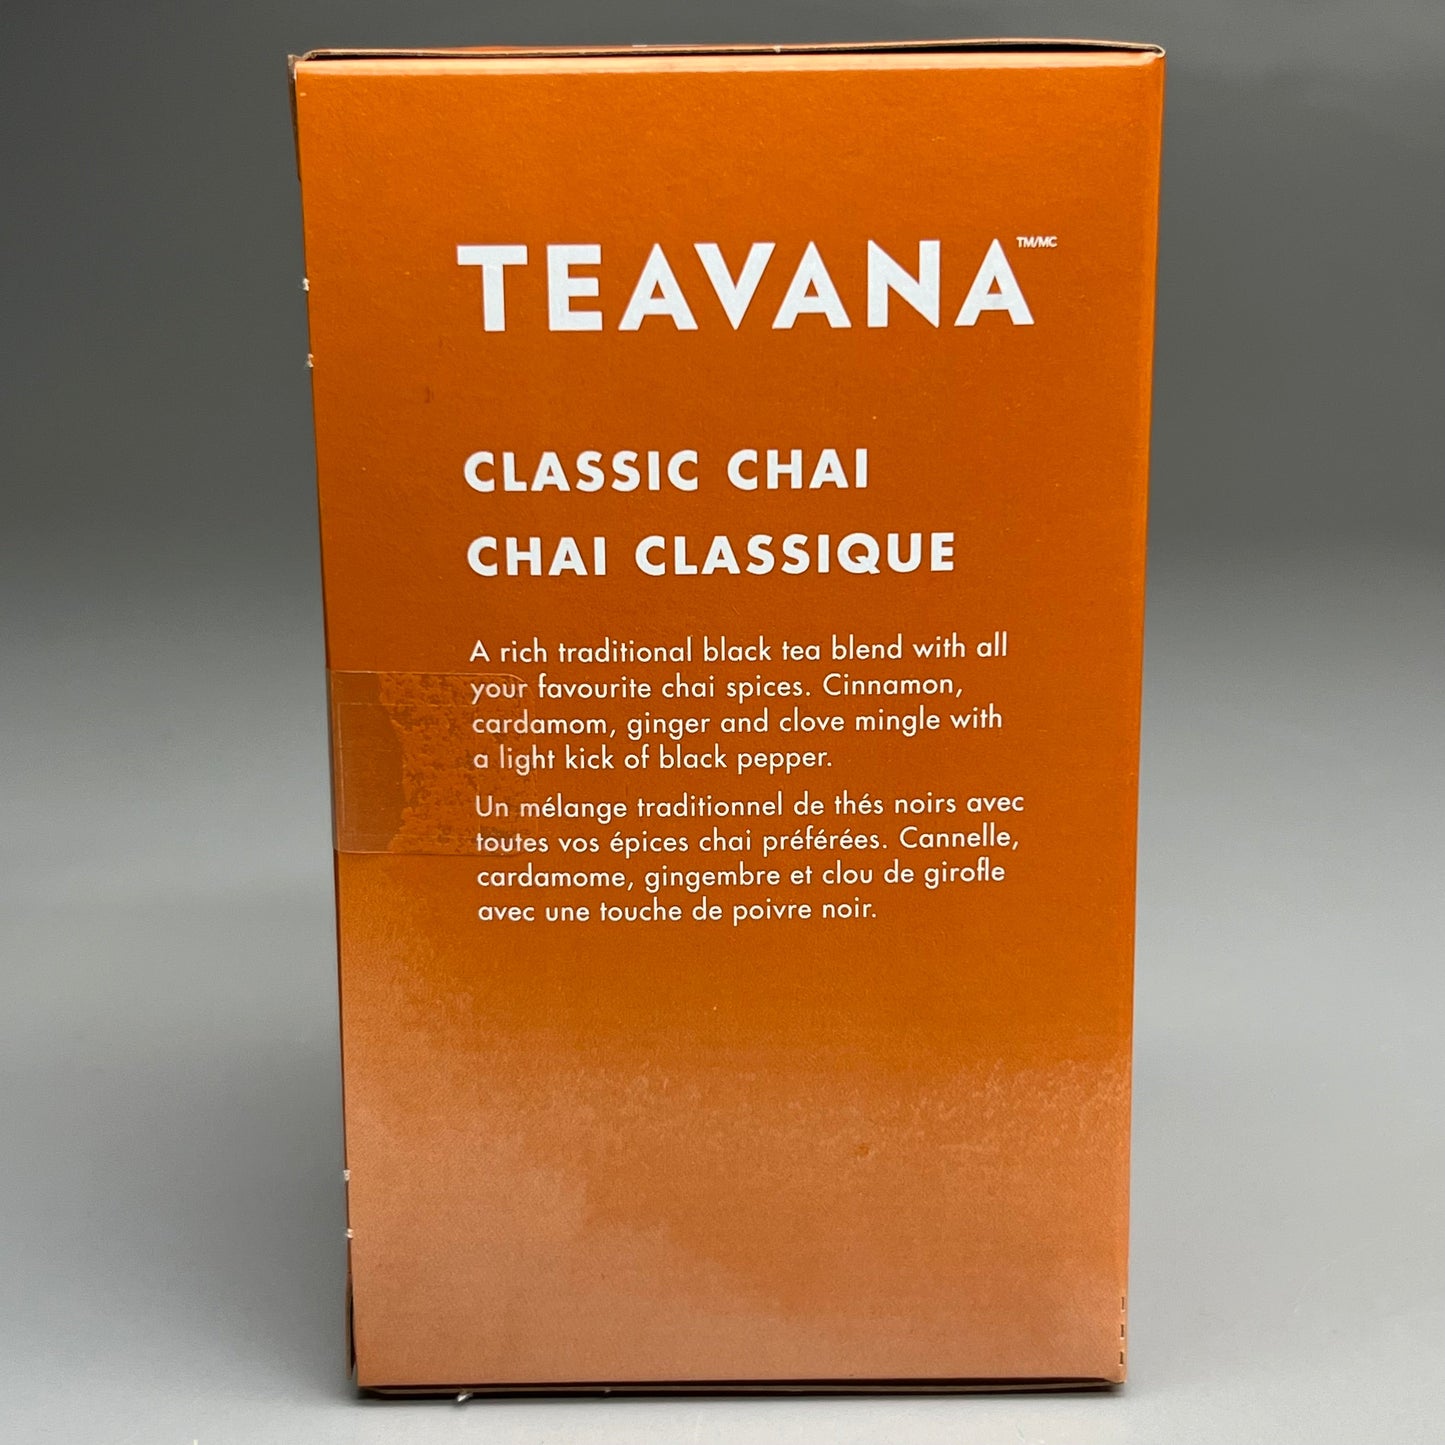 TEAVANA™/MC
CLASSIC CHAI
CHAI CLASSIQUE
A rich traditional black tea blend with all
your favourite chai spices. Cinnamon,
cardamom, ginger and clove mingle with
a light kick of black pepper.
Un mélange traditionnel de thés noirs avec
toutes vos épices chai préférées. Cannelle,
cardamome, gingembre et clou de girofle
avec une touche de poivre noir.